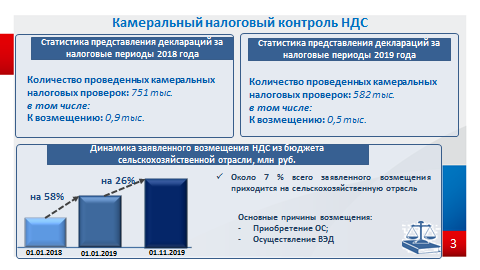 Камеральный налоговый контроль НДС
Статистика представления деклараций за
налоговые периоды 2018 года
Количество проведенных камеральных
налоговых проверок: 751 тыс.
в том числе:
К возмещению: 0,9 тыс.
Статистика представления деклараций за
налоговые периоды 2019 года
Количество проведенных камеральных
налоговых проверок: 582 тыс.
в том числе:
К возмещению: 0,5 тыс.
Динамика заявленного возмещения НДС из бюджета
сельскохозяйственной отрасли, млн руб.
на 58%
на 26%
01.01.2018
01.01.2019
01.11.2019
✓ Около 7 % всего заявленного возмещения
приходится на сельскохозяйственную отрасль
Основные причины возмещения:
- Приобретение ОС;
- Осуществление ВЭД
3